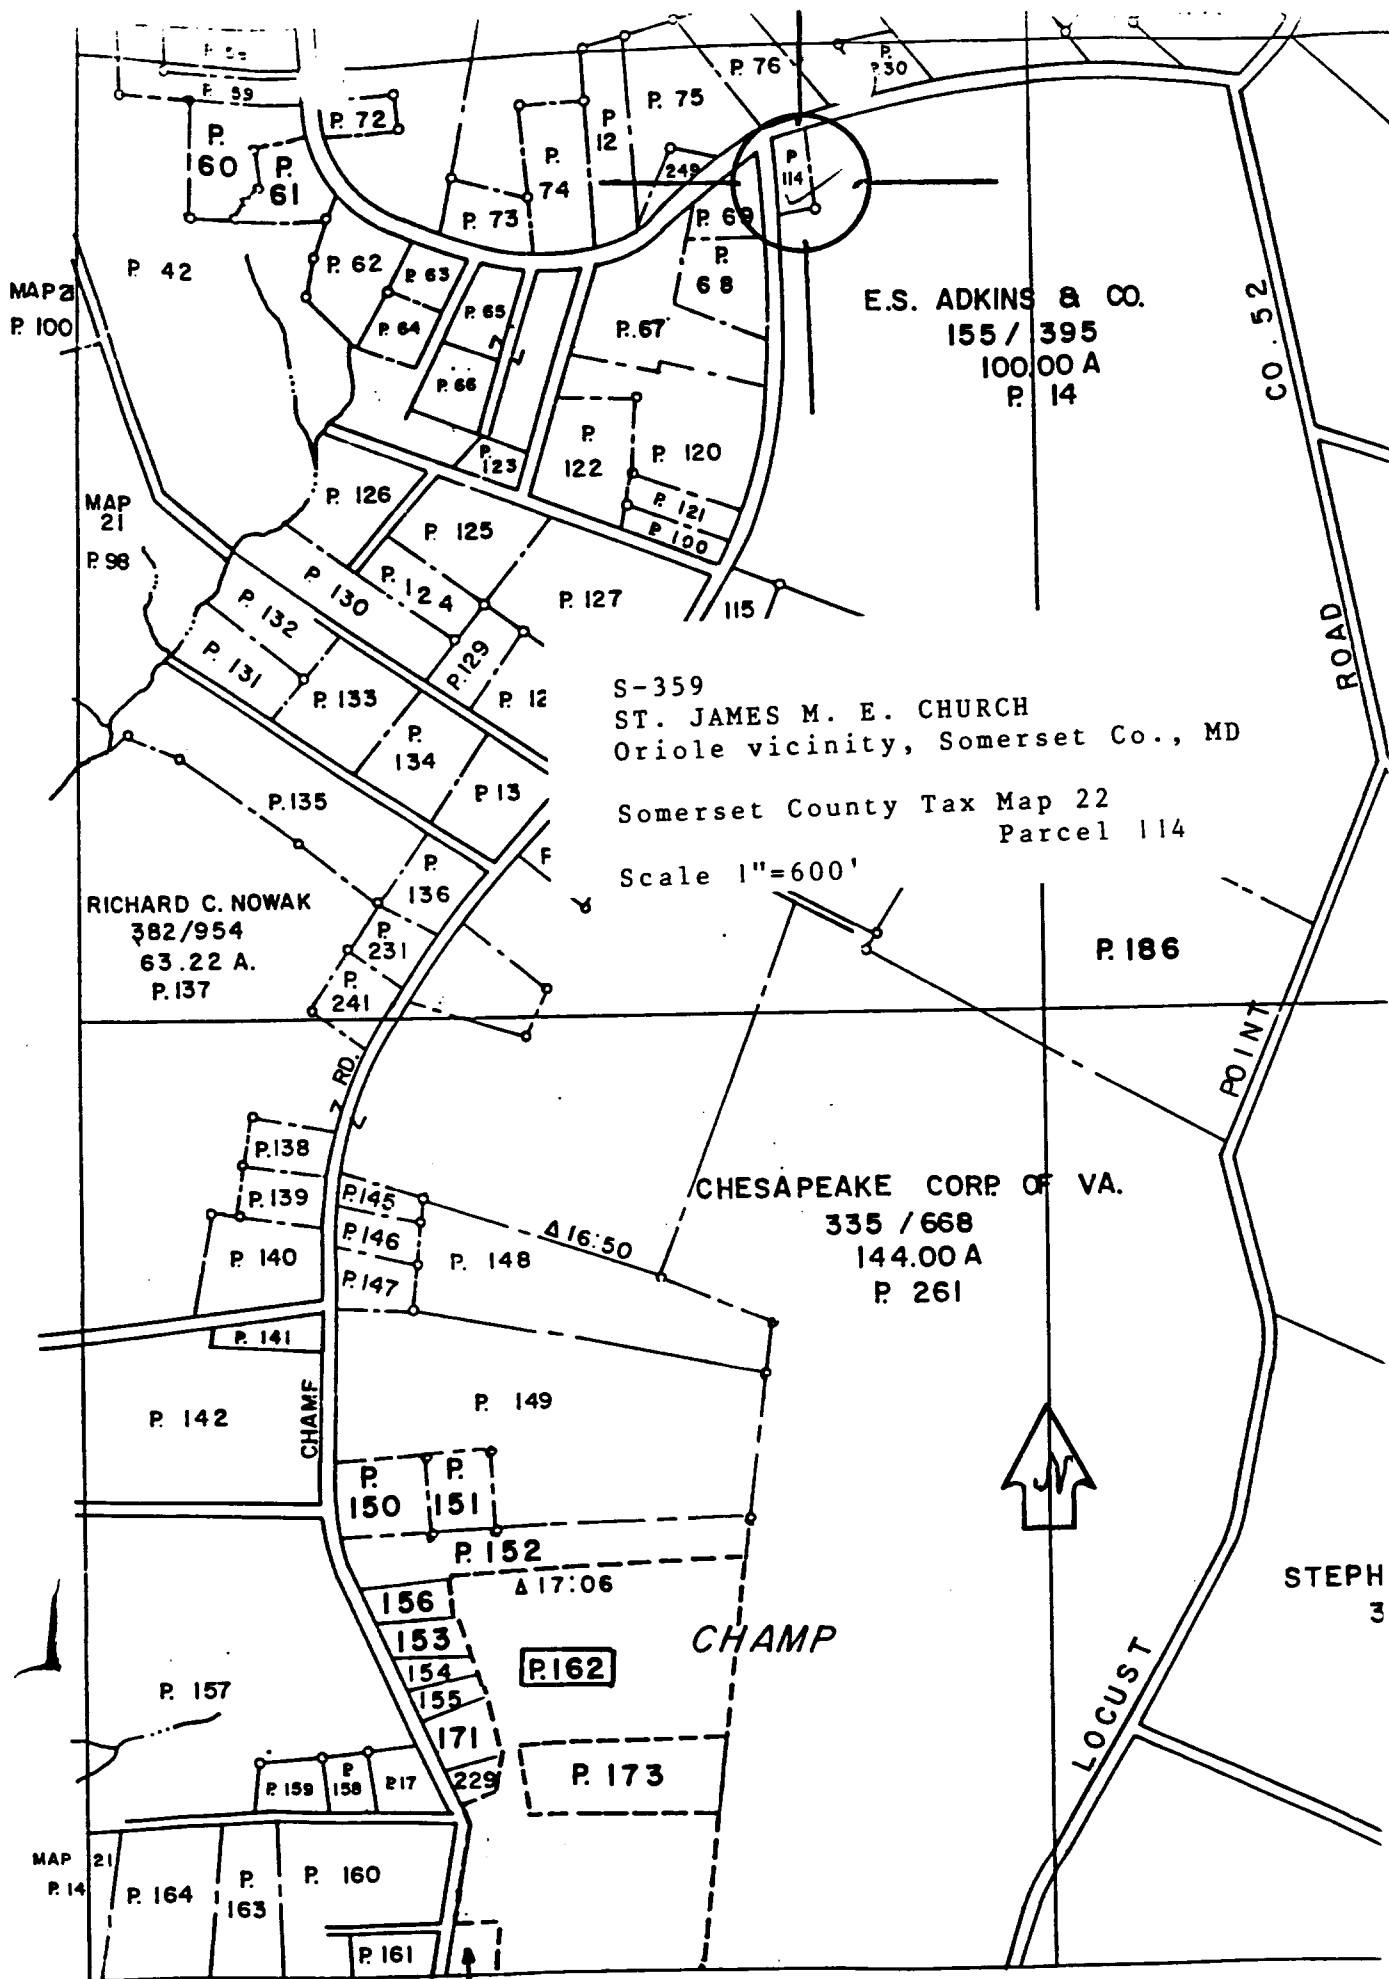 P. 59
P. 60
P. 61
P. 72
P. 73
P. 74
P. 12
P. 75
P. 76
P. 30
249
P. 69
P. 68
P. 114
P. 42
MAP 21
P. 100
P. 62
P. 63
P. 64
P. 65
P. 66
P. 67
E.S. ADKINS & CO.
155 / 395
100.00 A
P. 14
CO. 52
ROAD
POINT
LOCUST
P. 120
P. 121
P. 122
P. 123
P. 190
MAP
21
P. 98
P. 126
P. 125
P. 124
P. 130
P. 127
115
P. 132
P. 131
P. 133
P. 129
P. 12
P. 134
P 13
P. 135
P. 136
S-359
ST. JAMES M. E. CHURCH
Oriole vicinity, Somerset Co., MD
Somerset County Tax Map 22
Parcel 114
Scale 1"=600'
RICHARD C. NOWAK
382/954
63.22 A.
P. 137
P. 231
P. 241
P. 186
RD.
P. 138
P. 139
P. 140
P. 141
P. 142
P. 145
P. 146
P. 147
P. 148
Δ 16:50
CHESAPEAKE CORP. OF VA.
335 / 668
144.00 A
P. 261
CHAMP
P. 149
P. 150
P. 151
N
P. 152
Δ 17:06
156
153
154
155
171
229
P. 162
CHAMP
STEPH
3
P. 157
P. 173
P. 159
P. 158
P. 17
MAP 21
P. 14
P. 164
P. 163
P. 160
P. 161